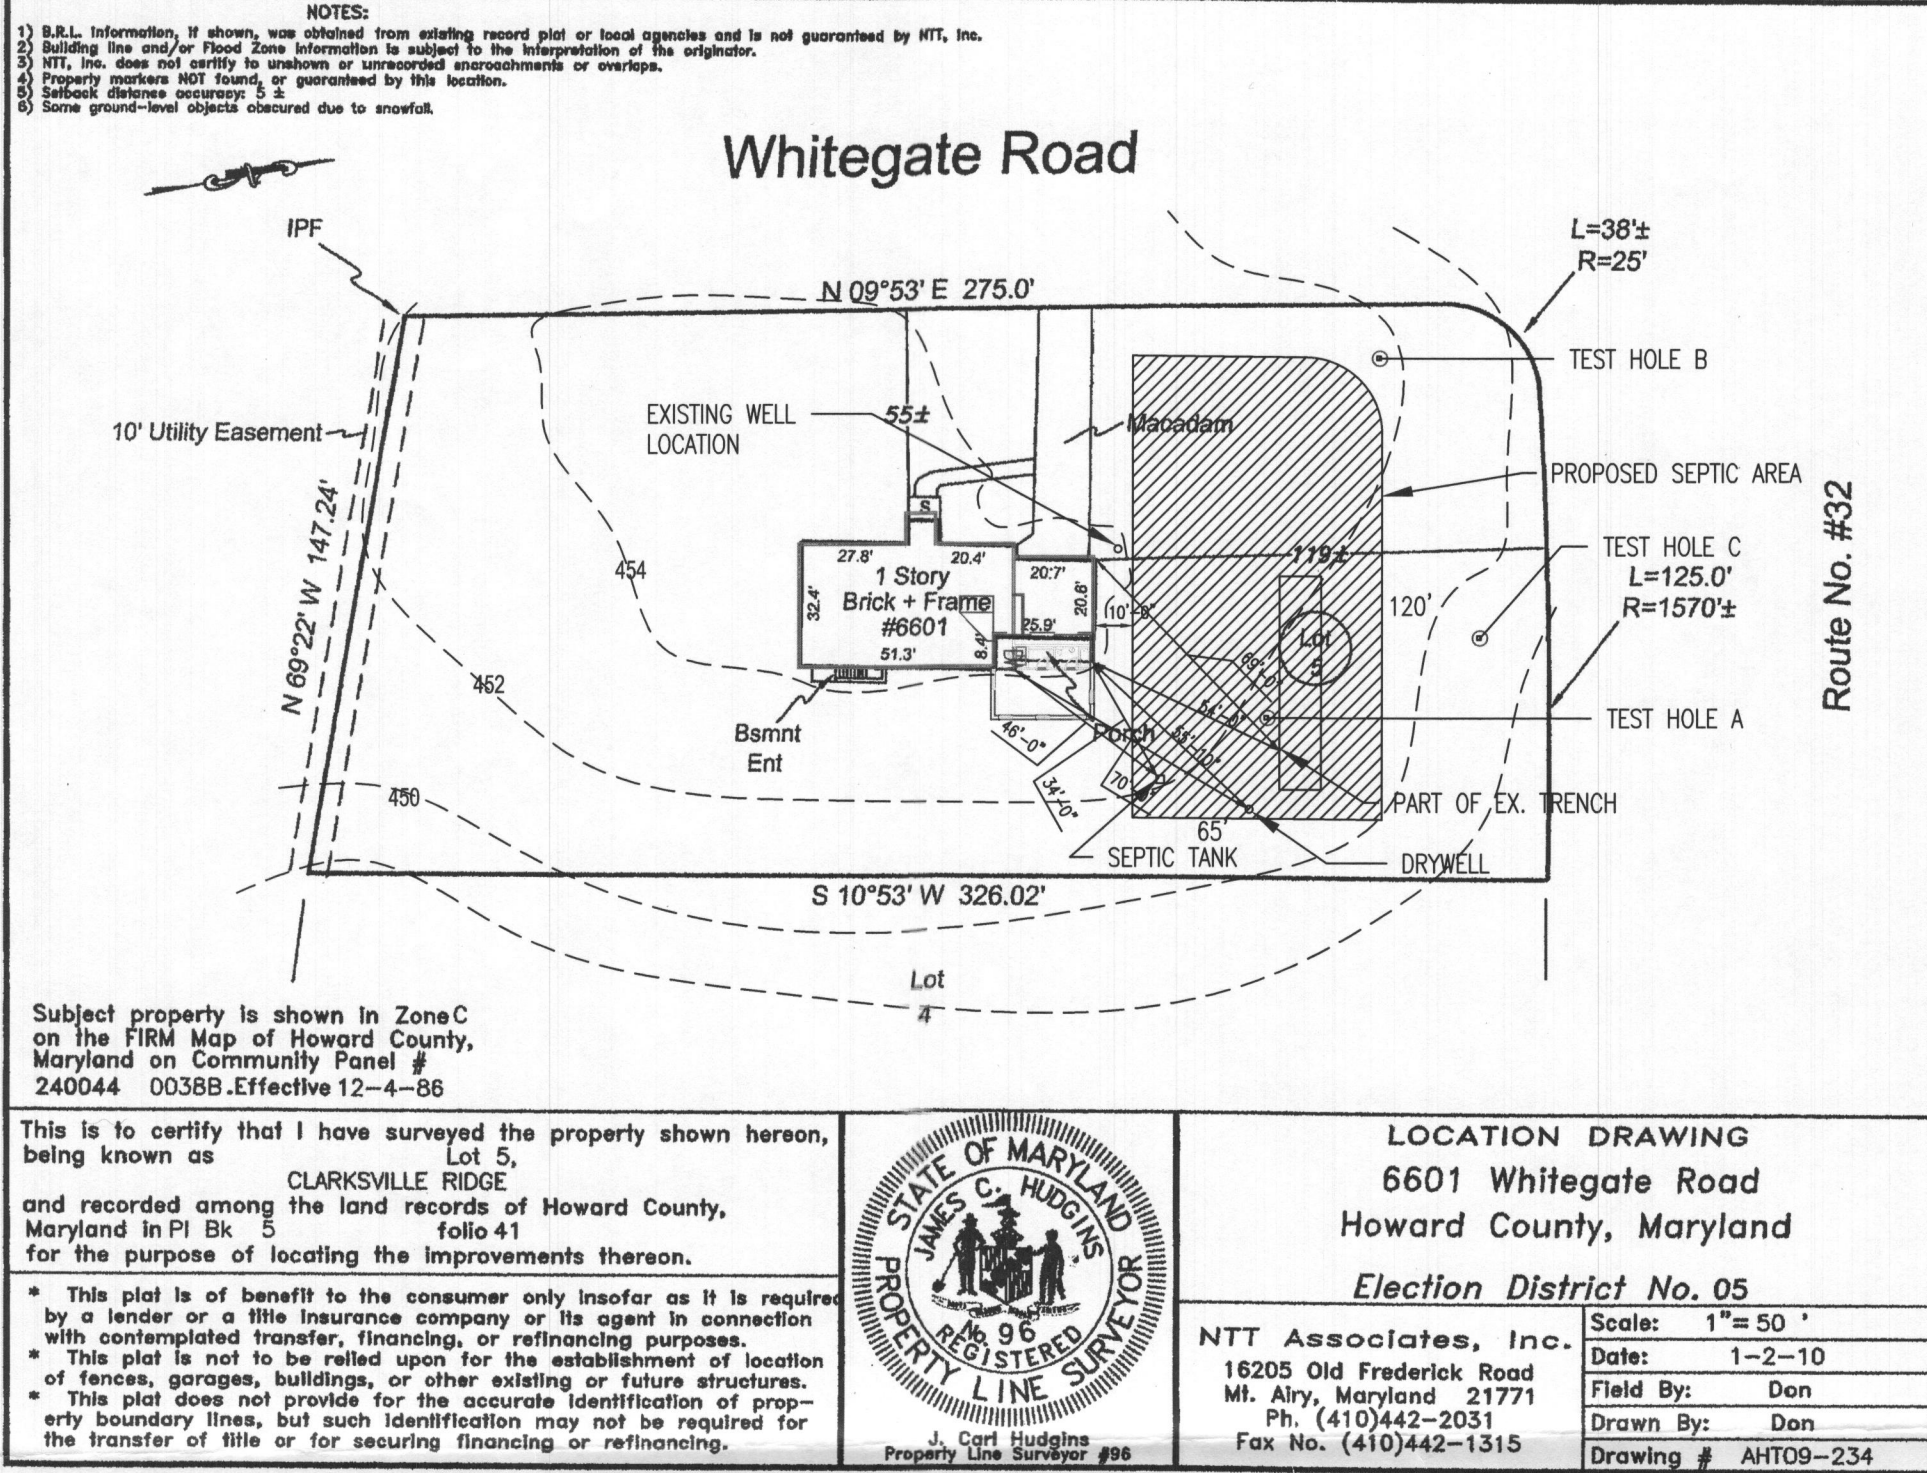 NOTES:
1) B.R.L. Information, if shown, was obtained from existing record plat or local agencies and is not guaranteed by NTT, Inc.
2) Building line and/or Flood Zone information is subject to the interpretation of the originator.
3) NTT, Inc. does not certify to unshown or unrecorded encroachments or overlaps.
4) Property markers NOT found, or guaranteed by this location.
5) Setback distance accuracy: 5 ±
6) Some ground-level objects obscured due to snowfall.
Whitegate Road
IPF
L=38'±
R=25'
N 09°53' E 275.0'
TEST HOLE B
10' Utility Easement
EXISTING WELL
LOCATION
55±
Macadam
PROPOSED SEPTIC AREA
Route No. #32
N 69°22' W 147.24'
S
119±
TEST HOLE C
L=125.0'
R=1570'±
27.8'
20.4'
20.7'
454
1 Story
Brick + Frame
#6601
32.4'
20.6'
10'-0"
120'
25.9'
8.4'
51.3'
Lot
5
69'-0"
452
54'-0"
TEST HOLE A
46'-0"
Porch
55'-10"
Bsmnt
Ent
34'-0"
70'
450
PART OF EX. TRENCH
65'
SEPTIC TANK
DRYWELL
S 10°53' W 326.02'
Lot
4
Subject property is shown in Zone C
on the FIRM Map of Howard County,
Maryland on Community Panel #
240044 0038B.Effective 12-4-86
This is to certify that I have surveyed the property shown hereon,
being known as Lot 5,
CLARKSVILLE RIDGE
and recorded among the land records of Howard County,
Maryland in Pl Bk 5 folio 41
for the purpose of locating the improvements thereon.
* This plat is of benefit to the consumer only insofar as it is required
by a lender or a title insurance company or its agent in connection
with contemplated transfer, financing, or refinancing purposes.
* This plat is not to be relied upon for the establishment of location
of fences, garages, buildings, or other existing or future structures.
* This plat does not provide for the accurate identification of prop-
erty boundary lines, but such identification may not be required for
the transfer of title or for securing financing or refinancing.
STATE OF MARYLAND
JAMES C. HUDGINS
No. 96
REGISTERED
PROPERTY LINE SURVEYOR
J. Carl Hudgins
Property Line Surveyor #96
LOCATION DRAWING
6601 Whitegate Road
Howard County, Maryland
Election District No. 05
NTT Associates, Inc.
16205 Old Frederick Road
Mt. Airy, Maryland 21771
Ph. (410)442-2031
Fax No. (410)442-1315
Scale: 1"= 50 '
Date: 1-2-10
Field By: Don
Drawn By: Don
Drawing # AHT09-234